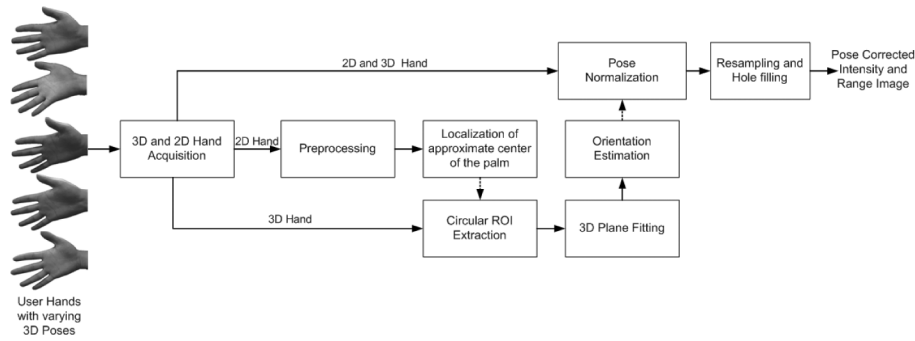 2D and 3D Hand
Pose
Normalization
Resampling and
Hole filling
Pose Corrected
Intensity and
Range Image
3D and 2D Hand
Acquisition
2D Hand
Preprocessing
Localization of
approximate center
of the palm
Orientation
Estimation
3D Hand
Circular ROI
Extraction
3D Plane Fitting
User Hands
with varying
3D Poses